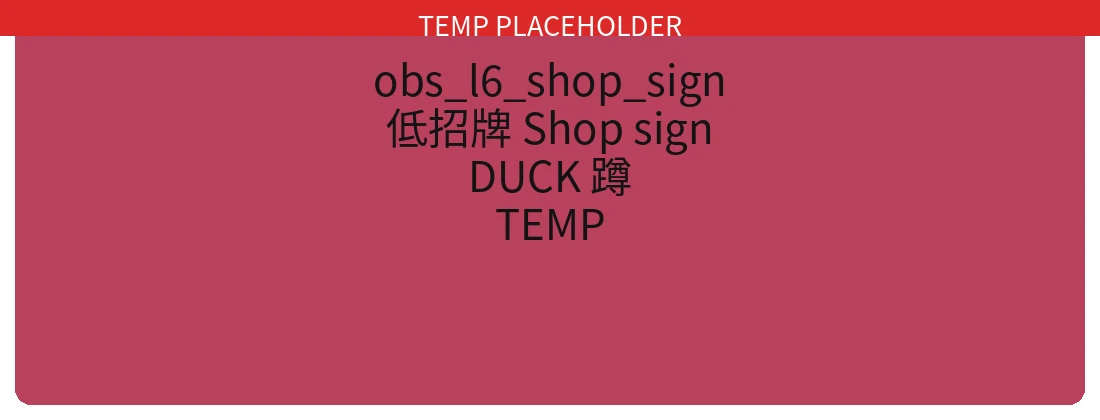 TEMP PLACEHOLDER
obs_l6_shop_sign
低招牌 Shop sign
DUCK 蹲
TEMP